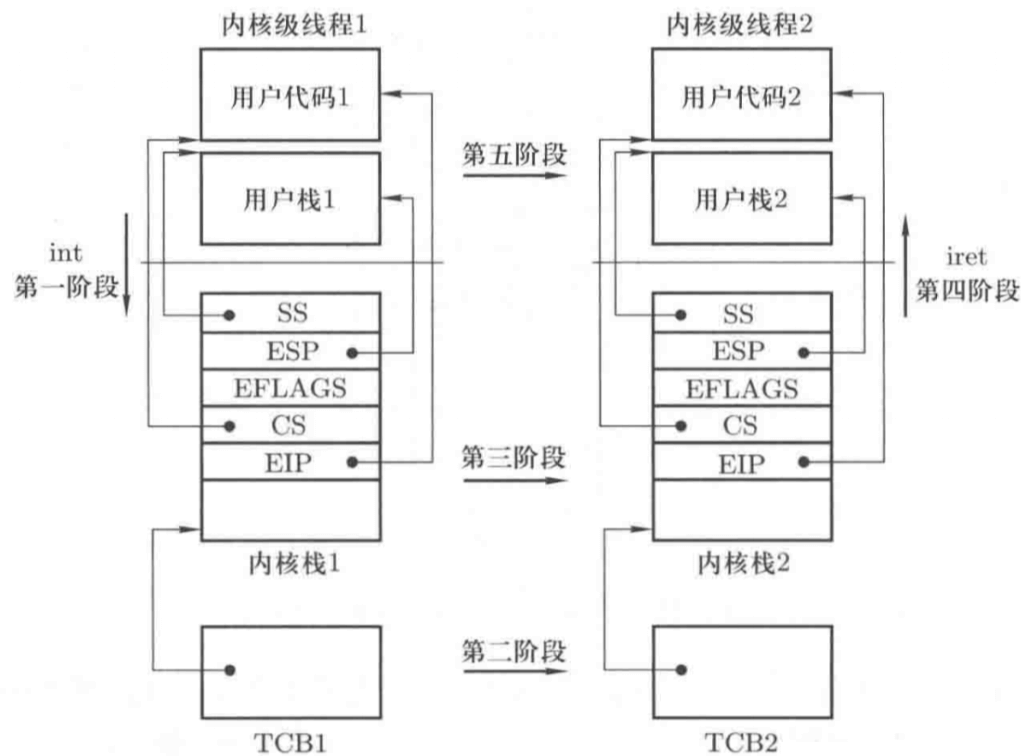 内核级线程1
用户代码1
用户栈1
int
第一阶段
SS
ESP
EFLAGS
CS
EIP
内核栈1
TCB1
第五阶段
第三阶段
第二阶段
内核级线程2
用户代码2
用户栈2
iret
第四阶段
SS
ESP
EFLAGS
CS
EIP
内核栈2
TCB2